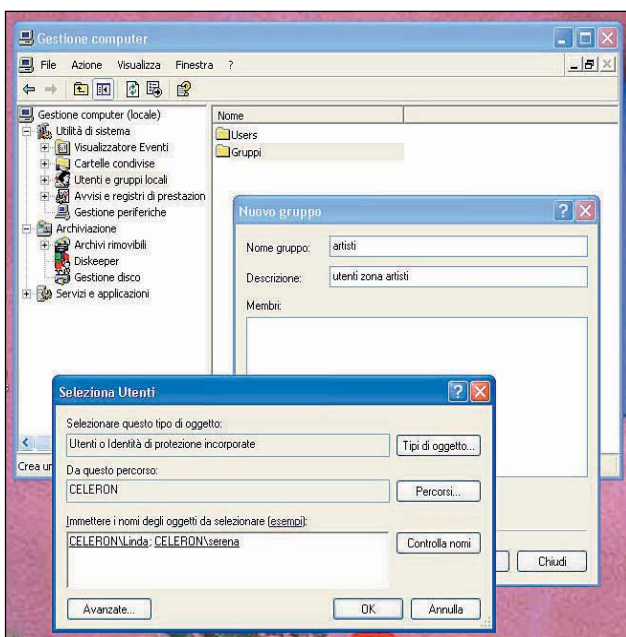 Gestione computer
File Azione Visualizza Finestra ?
Gestione computer (locale)
Utilità di sistema
Visualizzatore Eventi
Cartelle condivise
Utenti e gruppi locali
Avvisi e registri di prestazion
Gestione periferiche
Archiviazione
Archivi rimovibili
Diskeeper
Gestione disco
Servizi e applicazioni
Nome
Users
Gruppi
Crea un
Nuovo gruppo
Nome gruppo: artisti
Descrizione: utenti zona artisti
Membri:
Chiudi
Seleziona Utenti
Selezionare questo tipo di oggetto:
Utenti o Identità di protezione incorporate
Tipi di oggetto...
Da questo percorso:
CELERON
Percorsi...
Immettere i nomi degli oggetti da selezionare (esempi):
CELERON\Linda; CELERON\serena
Controlla nomi
Avanzate...
OK
Annulla